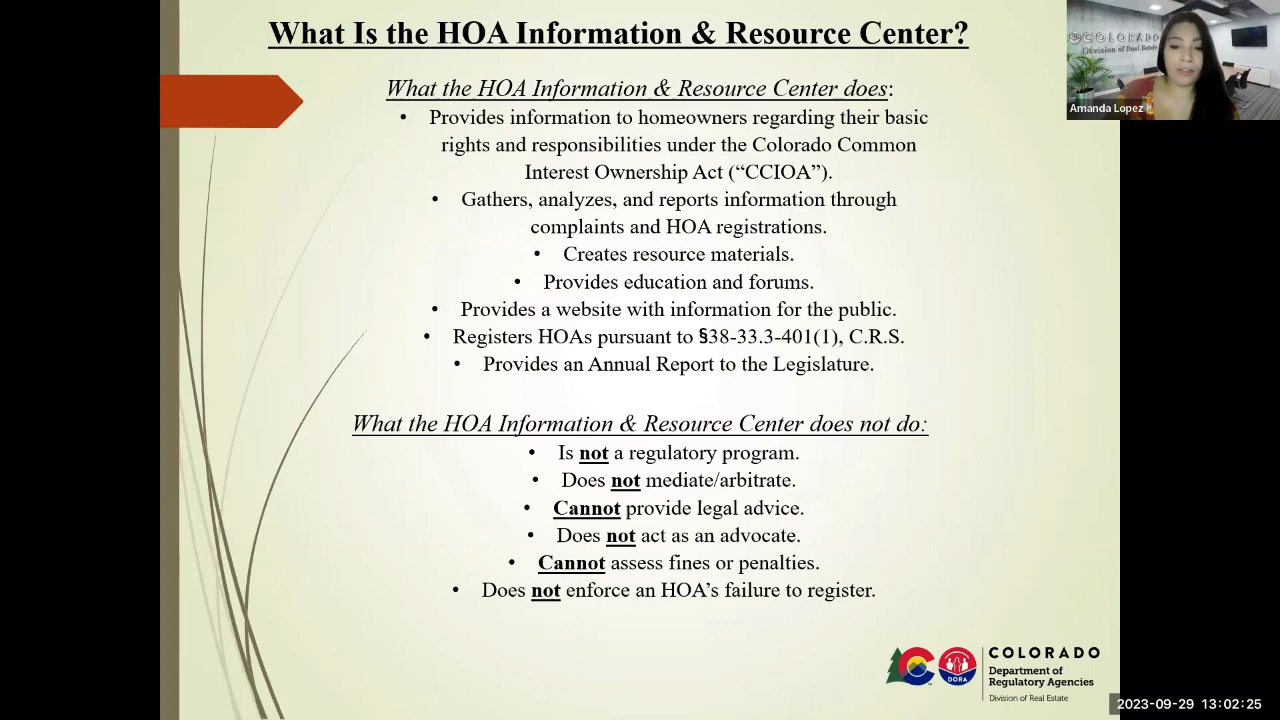 What Is the HOA Information & Resource Center?
COLORADO
Division of Real Estate
Amanda Lopez
What the HOA Information & Resource Center does:
• Provides information to homeowners regarding their basic
rights and responsibilities under the Colorado Common
Interest Ownership Act (“CCIOA”).
• Gathers, analyzes, and reports information through
complaints and HOA registrations.
• Creates resource materials.
• Provides education and forums.
• Provides a website with information for the public.
• Registers HOAs pursuant to §38-33.3-401(1), C.R.S.
• Provides an Annual Report to the Legislature.
What the HOA Information & Resource Center does not do:
• Is not a regulatory program.
• Does not mediate/arbitrate.
• Cannot provide legal advice.
• Does not act as an advocate.
• Cannot assess fines or penalties.
• Does not enforce an HOA’s failure to register.
DORA
COLORADO
Department of
Regulatory Agencies
Division of Real Estate
2023-09-29 13:02:25